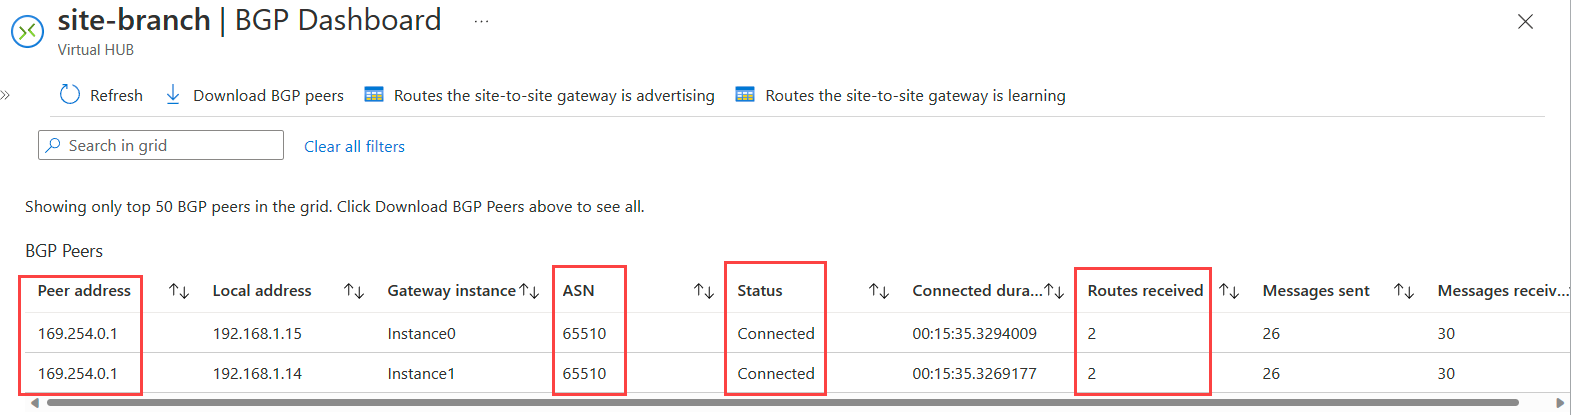 site-branch | BGP Dashboard ...
Virtual HUB
Refresh Download BGP peers Routes the site-to-site gateway is advertising Routes the site-to-site gateway is learning
Search in grid Clear all filters
Showing only top 50 BGP peers in the grid. Click Download BGP Peers above to see all.
BGP Peers
Peer address Local address Gateway instance ASN Status Connected dura... Routes received Messages sent Messages receiv...
169.254.0.1 192.168.1.15 Instance0 65510 Connected 00:15:35.3294009 2 26 30
169.254.0.1 192.168.1.14 Instance1 65510 Connected 00:15:35.3269177 2 26 30